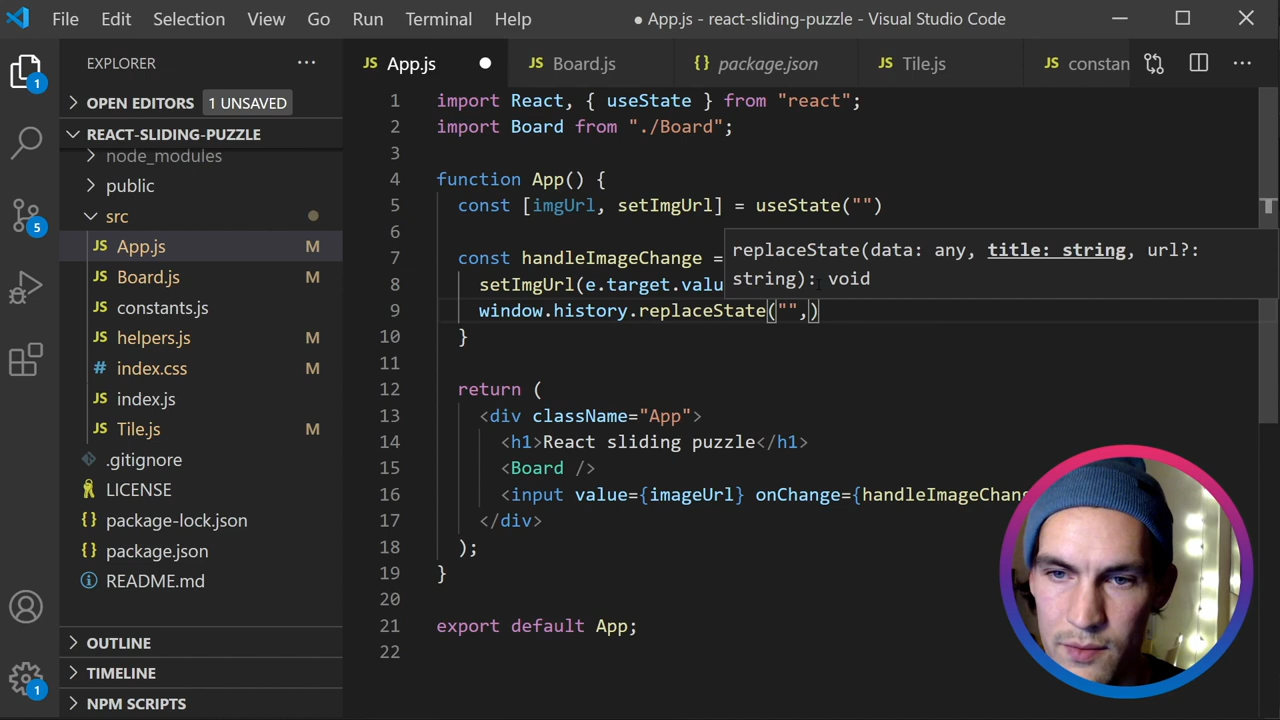 File Edit Selection View Go Run Terminal Help ● App.js - react-sliding-puzzle - Visual Studio Code
EXPLORER ···
JS App.js ● JS Board.js {} package.json JS Tile.js JS constan ···
1
OPEN EDITORS 1 UNSAVED
REACT-SLIDING-PUZZLE
node_modules
public
src
JS App.js M
JS Board.js M
JS constants.js
JS helpers.js M
# index.css M
JS index.js
JS Tile.js M
.gitignore
LICENSE
package-lock.json
{} package.json
README.md
OUTLINE
TIMELINE
NPM SCRIPTS
5
1
1 import React, { useState } from "react";
2 import Board from "./Board";
3
4 function App() {
5 const [imgUrl, setImgUrl] = useState("")
6
7 const handleImageChange =
8 setImgUrl(e.target.valu
9 window.history.replaceState("",)
10 }
11
12 return (
13 <div className="App">
14 <h1>React sliding puzzle</h1>
15 <Board />
16 <input value={imageUrl} onChange={handleImageChang
17 </div>
18 );
19 }
20
21 export default App;
22
replaceState(data: any, title: string, url?:
string): void